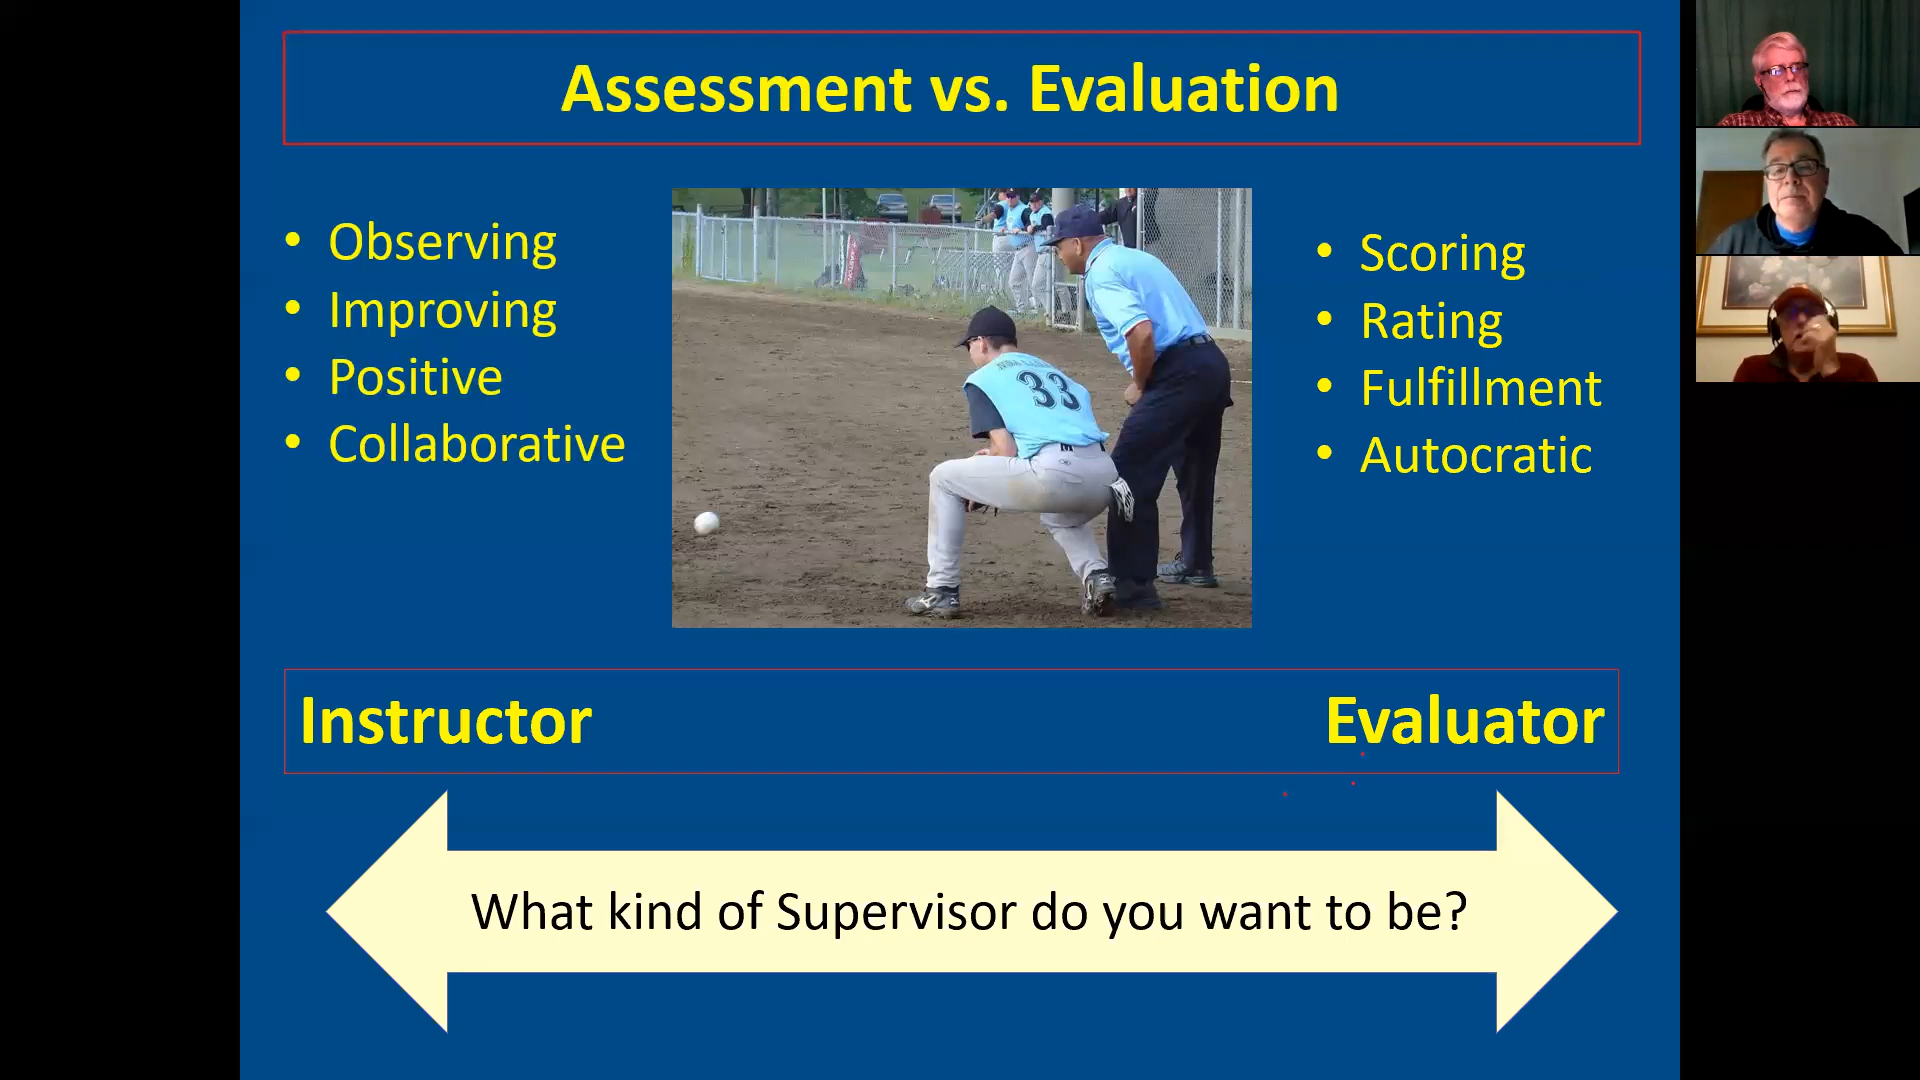 Assessment vs. Evaluation
• Observing
• Improving
• Positive
• Collaborative
33
• Scoring
• Rating
• Fulfillment
• Autocratic
Instructor
Evaluator
What kind of Supervisor do you want to be?